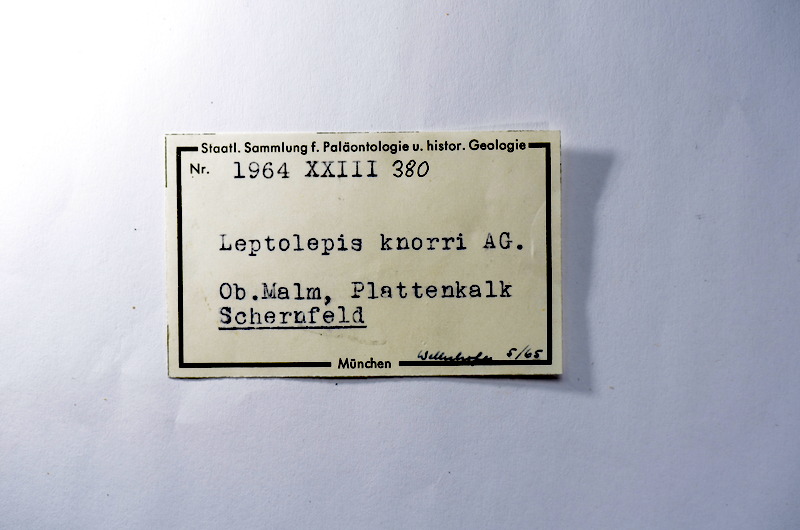 Staatl. Sammlung f. Paläontologie u. histor. Geologie
Nr. 1964 XXIII 380
Leptolepis knorri AG.
Ob.Malm, Plattenkalk
Schernfeld
Wellnhofer 5/65
München